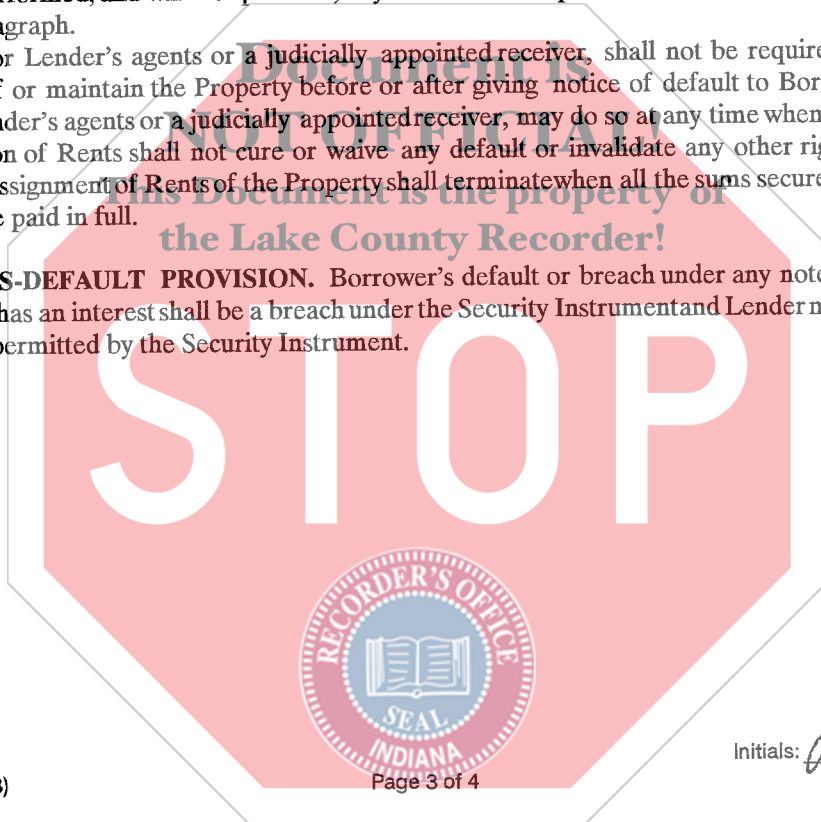 agraph.
r Lender's agents or a judicially appointed receiver, shall not be require
f or maintain the Property before or after giving notice of default to Bor
nder's agents or a judicially appointed receiver, may do so at any time when
on of Rents shall not cure or waive any default or invalidate any other rig
ssignment of Rents of the Property shall terminate when all the sums secure
e paid in full.
Document is
NOT OFFICIAL!
This Document is the property of
the Lake County Recorder!
S-DEFAULT PROVISION. Borrower's default or breach under any note
has an interest shall be a breach under the Security Instrument and Lender m
permitted by the Security Instrument.
STOP
RECORDER'S OFFICE
SEAL
INDIANA
Initials:
Page 3 of 4